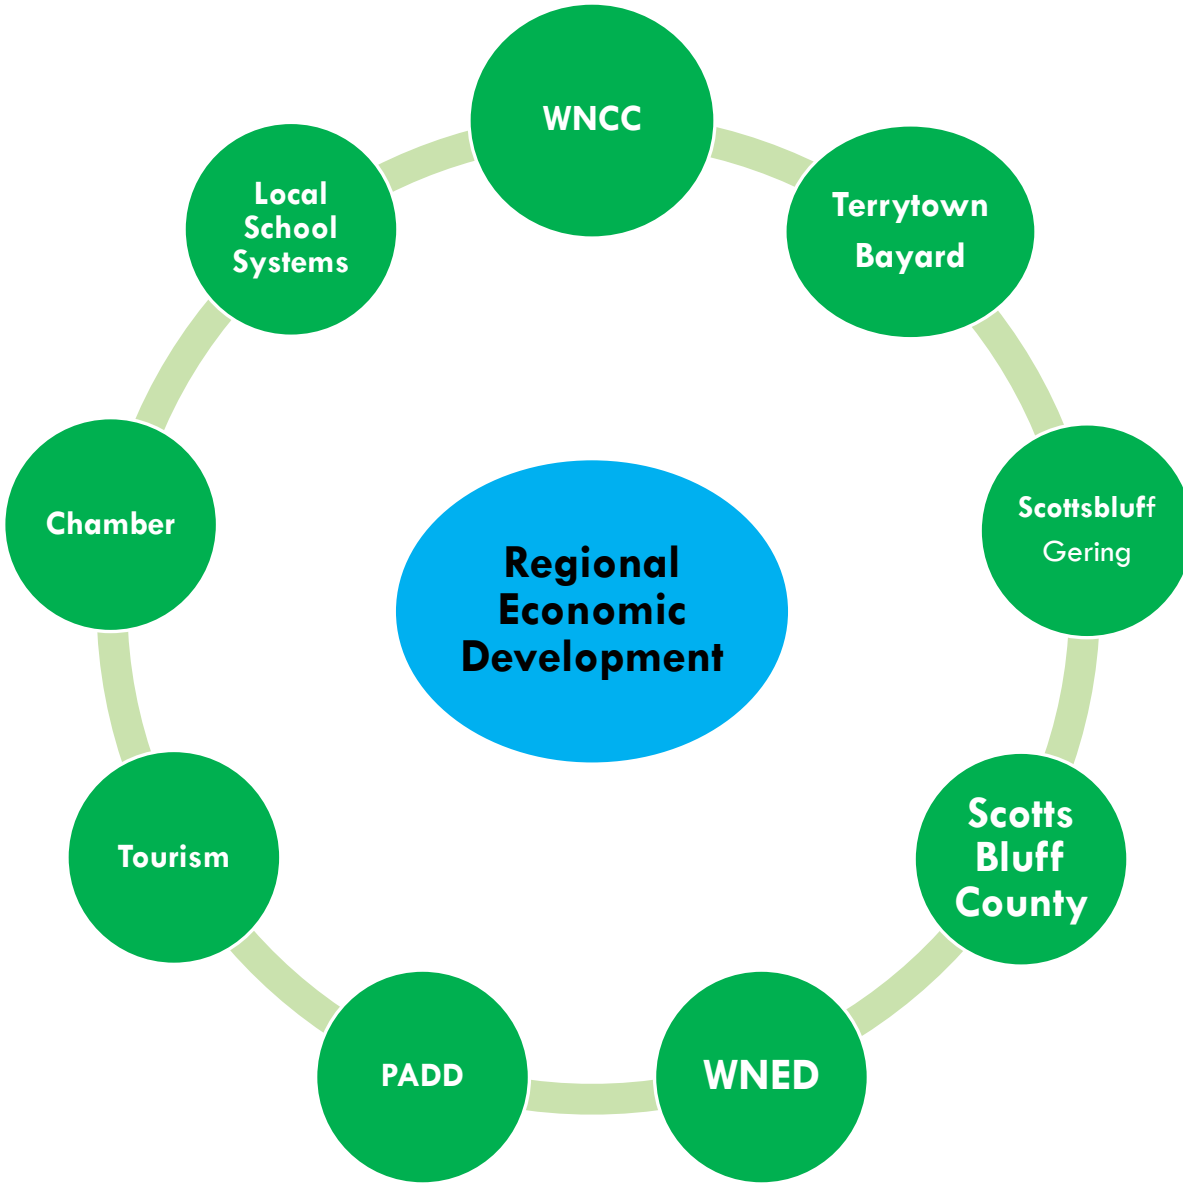 WNCC
Terrytown
Bayard
Scottsbluff
Gering
Scotts
Bluff
County
WNED
PADD
Tourism
Chamber
Local
School
Systems
Regional
Economic
Development